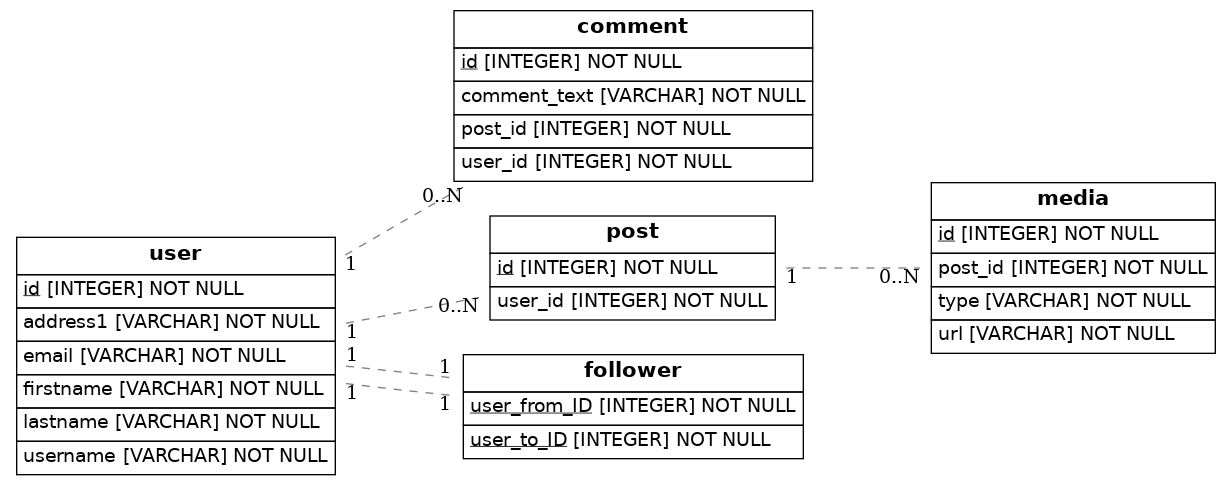 comment
id [INTEGER] NOT NULL
comment_text [VARCHAR] NOT NULL
post_id [INTEGER] NOT NULL
user_id [INTEGER] NOT NULL
0..N
1
user
id [INTEGER] NOT NULL
address1 [VARCHAR] NOT NULL
email [VARCHAR] NOT NULL
firstname [VARCHAR] NOT NULL
lastname [VARCHAR] NOT NULL
username [VARCHAR] NOT NULL
post
id [INTEGER] NOT NULL
user_id [INTEGER] NOT NULL
0..N
1
1
0..N
media
id [INTEGER] NOT NULL
post_id [INTEGER] NOT NULL
type [VARCHAR] NOT NULL
url [VARCHAR] NOT NULL
1
1
1
1
follower
user_from_ID [INTEGER] NOT NULL
user_to_ID [INTEGER] NOT NULL